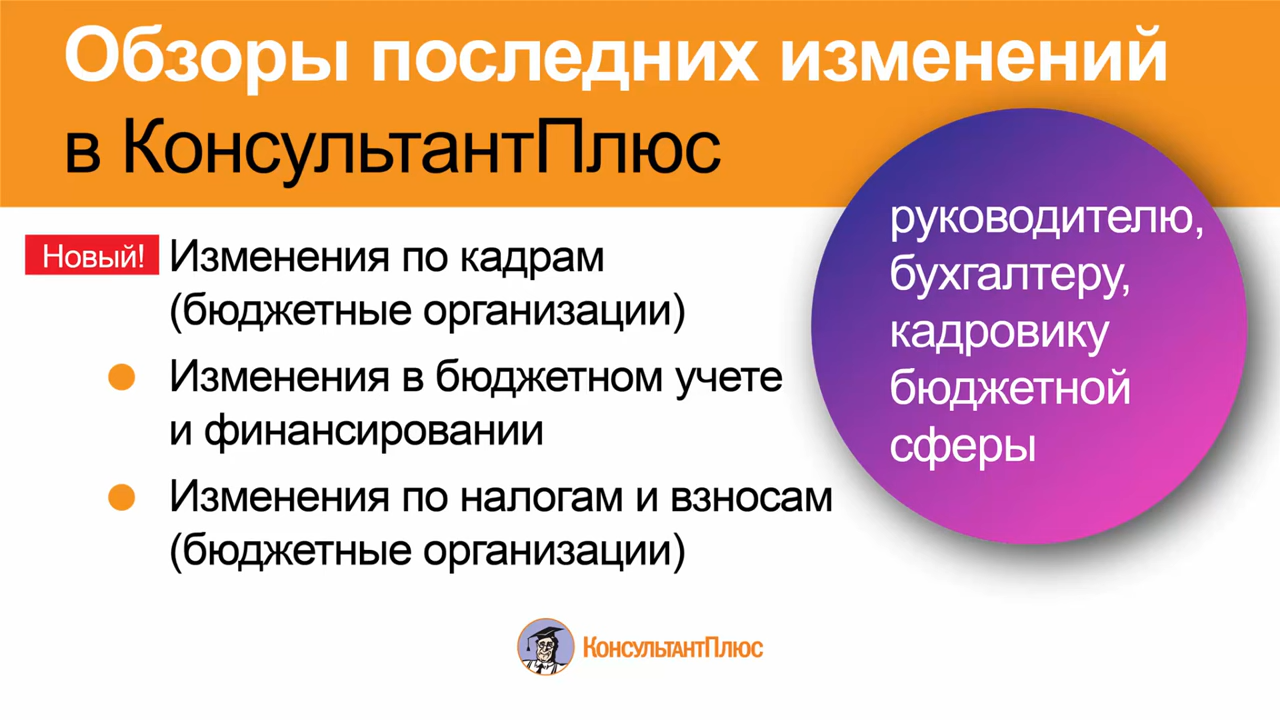 Обзоры последних изменений
в КонсультантПлюс
Новый! Изменения по кадрам
(бюджетные организации)
Изменения в бюджетном учете
и финансировании
Изменения по налогам и взносам
(бюджетные организации)
руководителю,
бухгалтеру,
кадровику
бюджетной
сферы
КонсультантПлюс